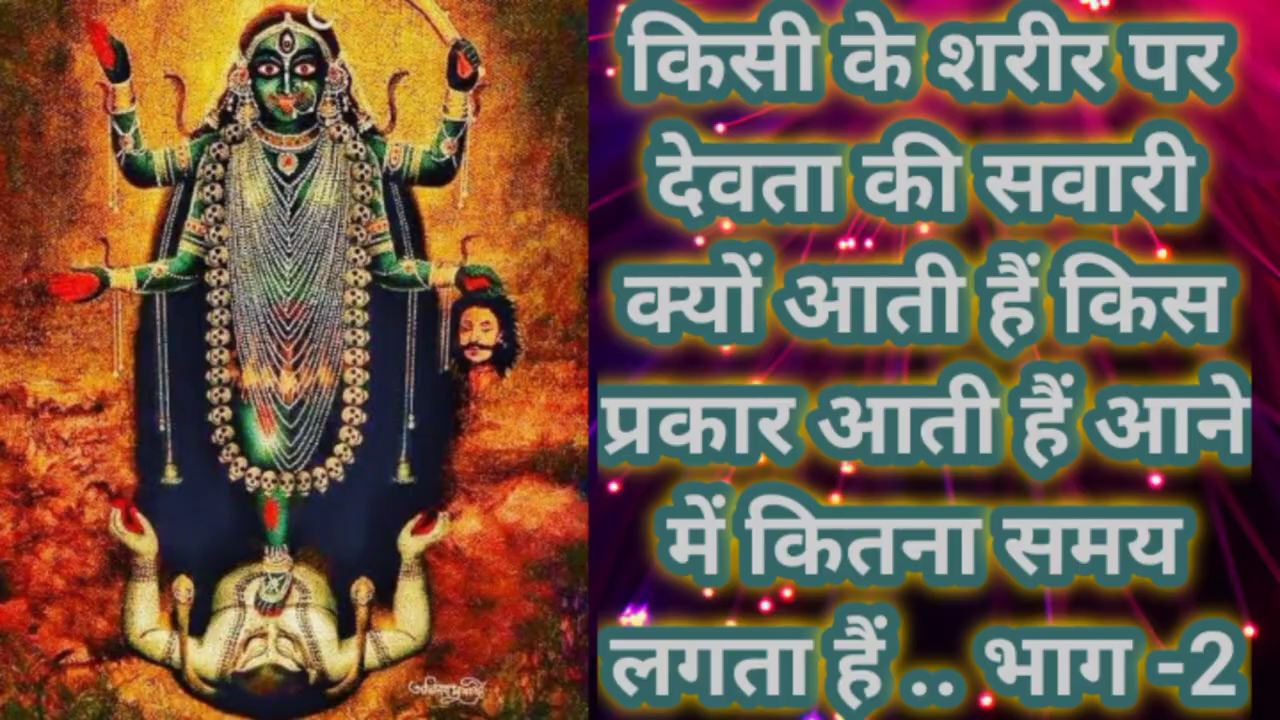 किसी के शरीर पर
देवता की सवारी
क्यों आती हैं किस
प्रकार आती हैं आने
में कितना समय
लगता हैं .. भाग -2